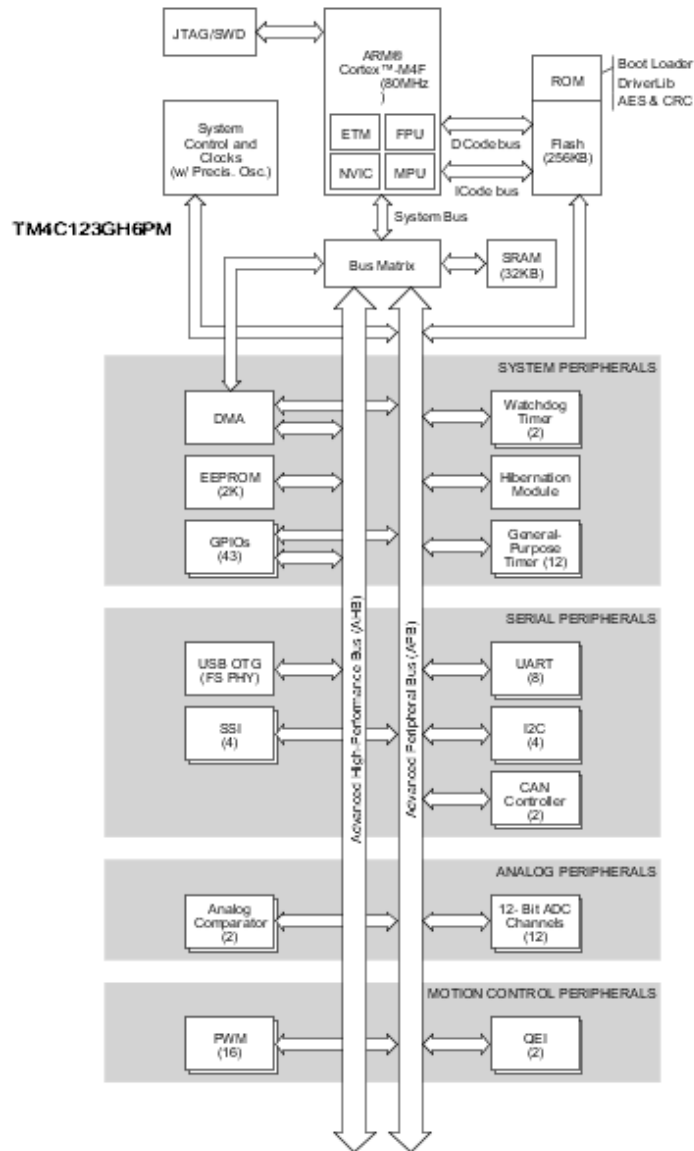 JTAG/SWD
ARM®
Cortex™-M4F
(80MHz
)
ETM
FPU
NVIC
MPU
ROM
Flash
(256KB)
Boot Loader
DriverLib
AES & CRC
DCode bus
ICode bus
System
Control and
Clocks
(w/ Precis. Osc.)
TM4C123GH6PM
System Bus
Bus Matrix
SRAM
(32KB)
SYSTEM PERIPHERALS
DMA
Watchdog
Timer
(2)
EEPROM
(2K)
Hibernation
Module
GPIOs
(43)
General-
Purpose
Timer (12)
Advanced High-Performance Bus (AHB)
Advanced Peripheral Bus (APB)
SERIAL PERIPHERALS
USB OTG
(FS PHY)
UART
(8)
SSI
(4)
I2C
(4)
CAN
Controller
(2)
ANALOG PERIPHERALS
Analog
Comparator
(2)
12- Bit ADC
Channels
(12)
MOTION CONTROL PERIPHERALS
PWM
(16)
QEI
(2)